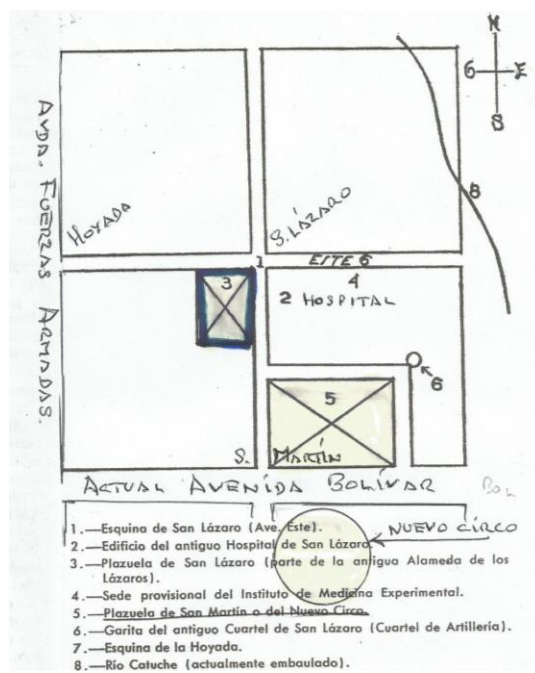 N
6 E
S
AVDA. FUERZAS ARMADAS.
HOYADA
S. LÁZARO
8
1
ESTE 6
3
4
2 HOSPITAL
6
5
S. MARTÍN
ACTUAL AVENIDA BOLÍVAR
BOL
NUEVO CÍRCO
1.—Esquina de San Lázaro (Ave. Este).
2.—Edificio del antiguo Hospital de San Lázaro.
3.—Plazuela de San Lázaro (parte de la antigua Alameda de los
Lázaros).
4.—Sede provisional del Instituto de Medicina Experimental.
5.—Plazuela de San Martín o del Nuevo Circo.
6.—Garita del antiguo Cuartel de San Lázaro (Cuartel de Artillería).
7.—Esquina de la Hoyada.
8.—Río Catuche (actualmente embaulado).